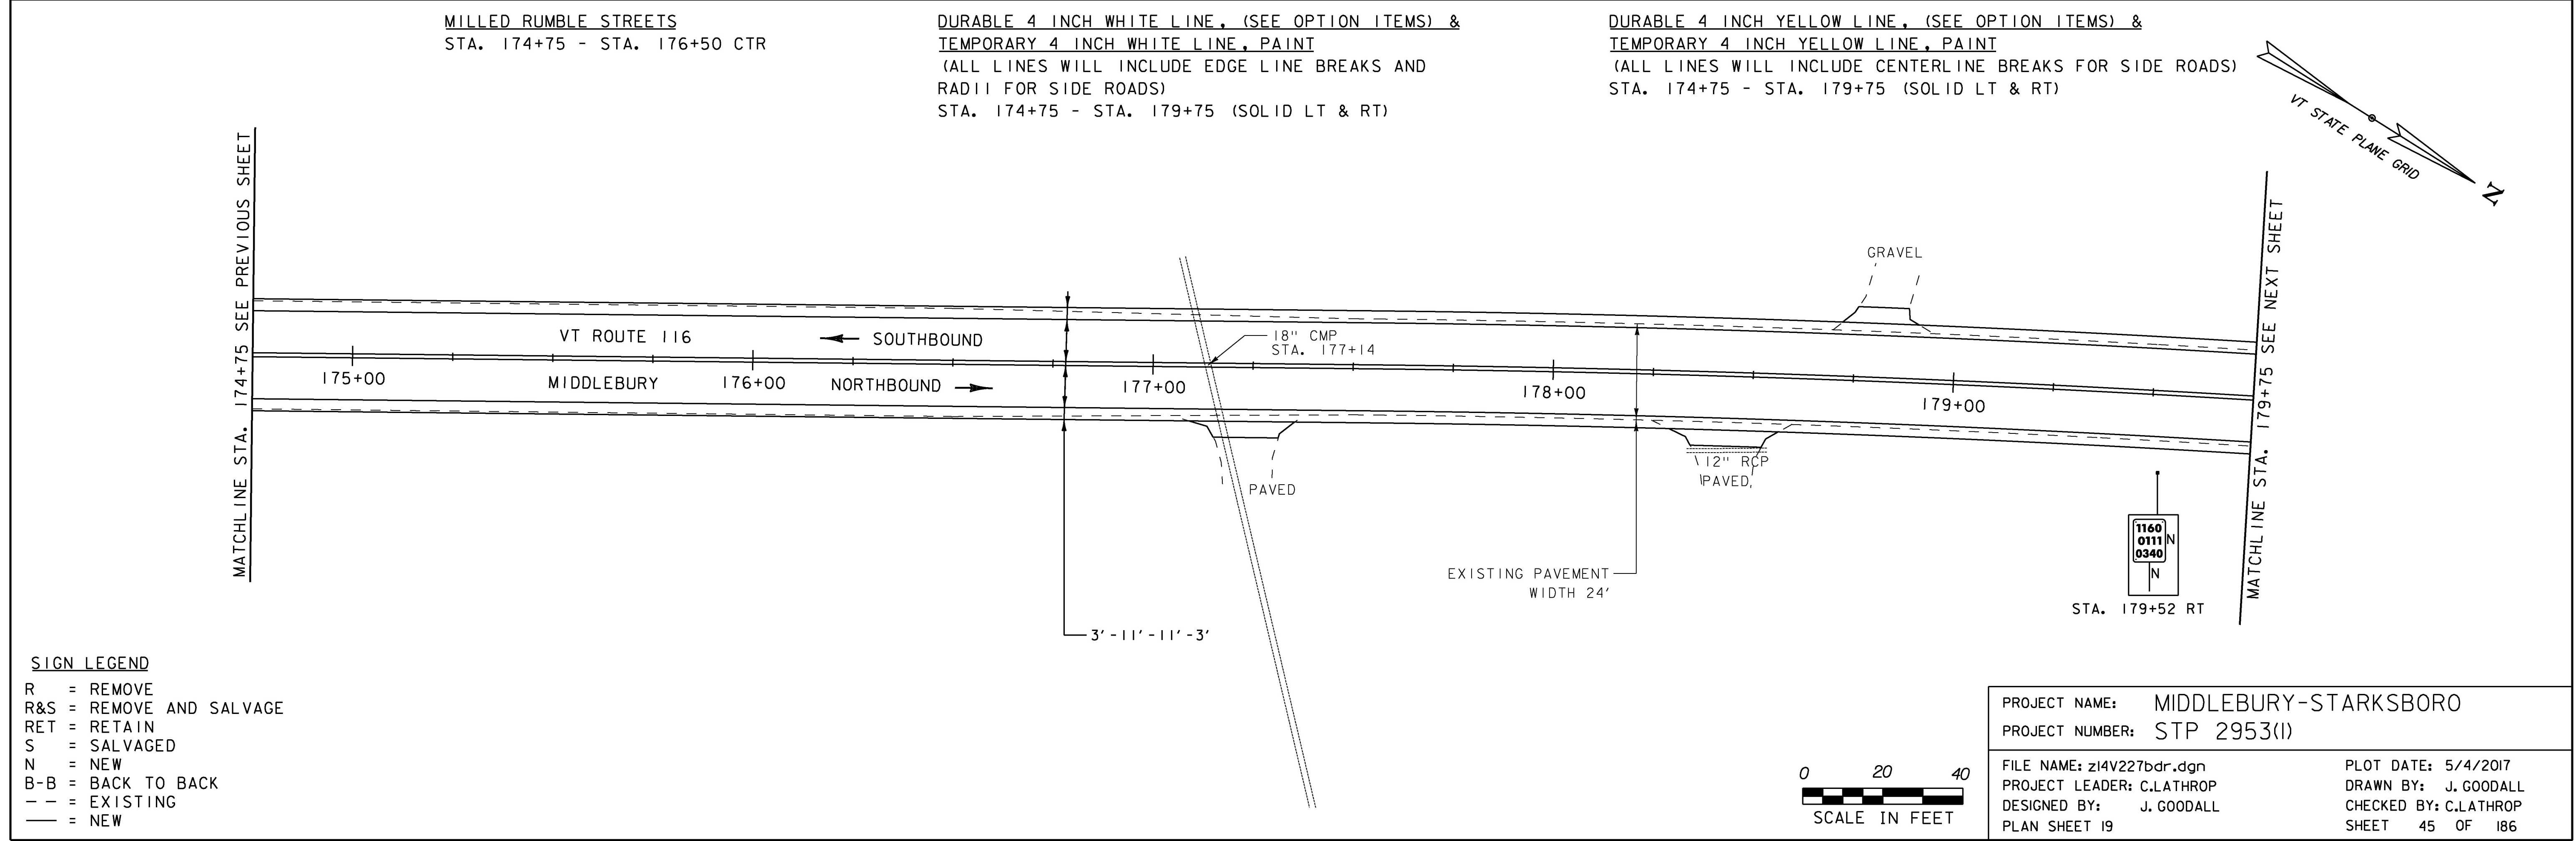 MILLED RUMBLE STREETS
STA. 174+75 - STA. 176+50 CTR
DURABLE 4 INCH WHITE LINE, (SEE OPTION ITEMS) &
TEMPORARY 4 INCH WHITE LINE, PAINT
(ALL LINES WILL INCLUDE EDGE LINE BREAKS AND
RADII FOR SIDE ROADS)
STA. 174+75 - STA. 179+75 (SOLID LT & RT)
DURABLE 4 INCH YELLOW LINE, (SEE OPTION ITEMS) &
TEMPORARY 4 INCH YELLOW LINE, PAINT
(ALL LINES WILL INCLUDE CENTERLINE BREAKS FOR SIDE ROADS)
STA. 174+75 - STA. 179+75 (SOLID LT & RT)
VT STATE PLANE GRID
N
MATCHLINE STA. 174+75 SEE PREVIOUS SHEET
VT ROUTE 116
SOUTHBOUND
MIDDLEBURY
NORTHBOUND
175+00
176+00
177+00
178+00
179+00
18" CMP
STA. 177+14
GRAVEL
PAVED
12" RCP
PAVED
EXISTING PAVEMENT
WIDTH 24'
3'-11'-11'-3'
1160
0111
0340
N
N
STA. 179+52 RT
MATCHLINE STA. 179+75 SEE NEXT SHEET
SIGN LEGEND
R = REMOVE
R&S = REMOVE AND SALVAGE
RET = RETAIN
S = SALVAGED
N = NEW
B-B = BACK TO BACK
-- = EXISTING
— = NEW
0 20 40
SCALE IN FEET
PROJECT NAME: MIDDLEBURY-STARKSBORO
PROJECT NUMBER: STP 2953(1)
FILE NAME: z14V227bdr.dgn
PROJECT LEADER: C.LATHROP
DESIGNED BY: J. GOODALL
PLAN SHEET 19
PLOT DATE: 5/4/2017
DRAWN BY: J. GOODALL
CHECKED BY: C.LATHROP
SHEET 45 OF 186